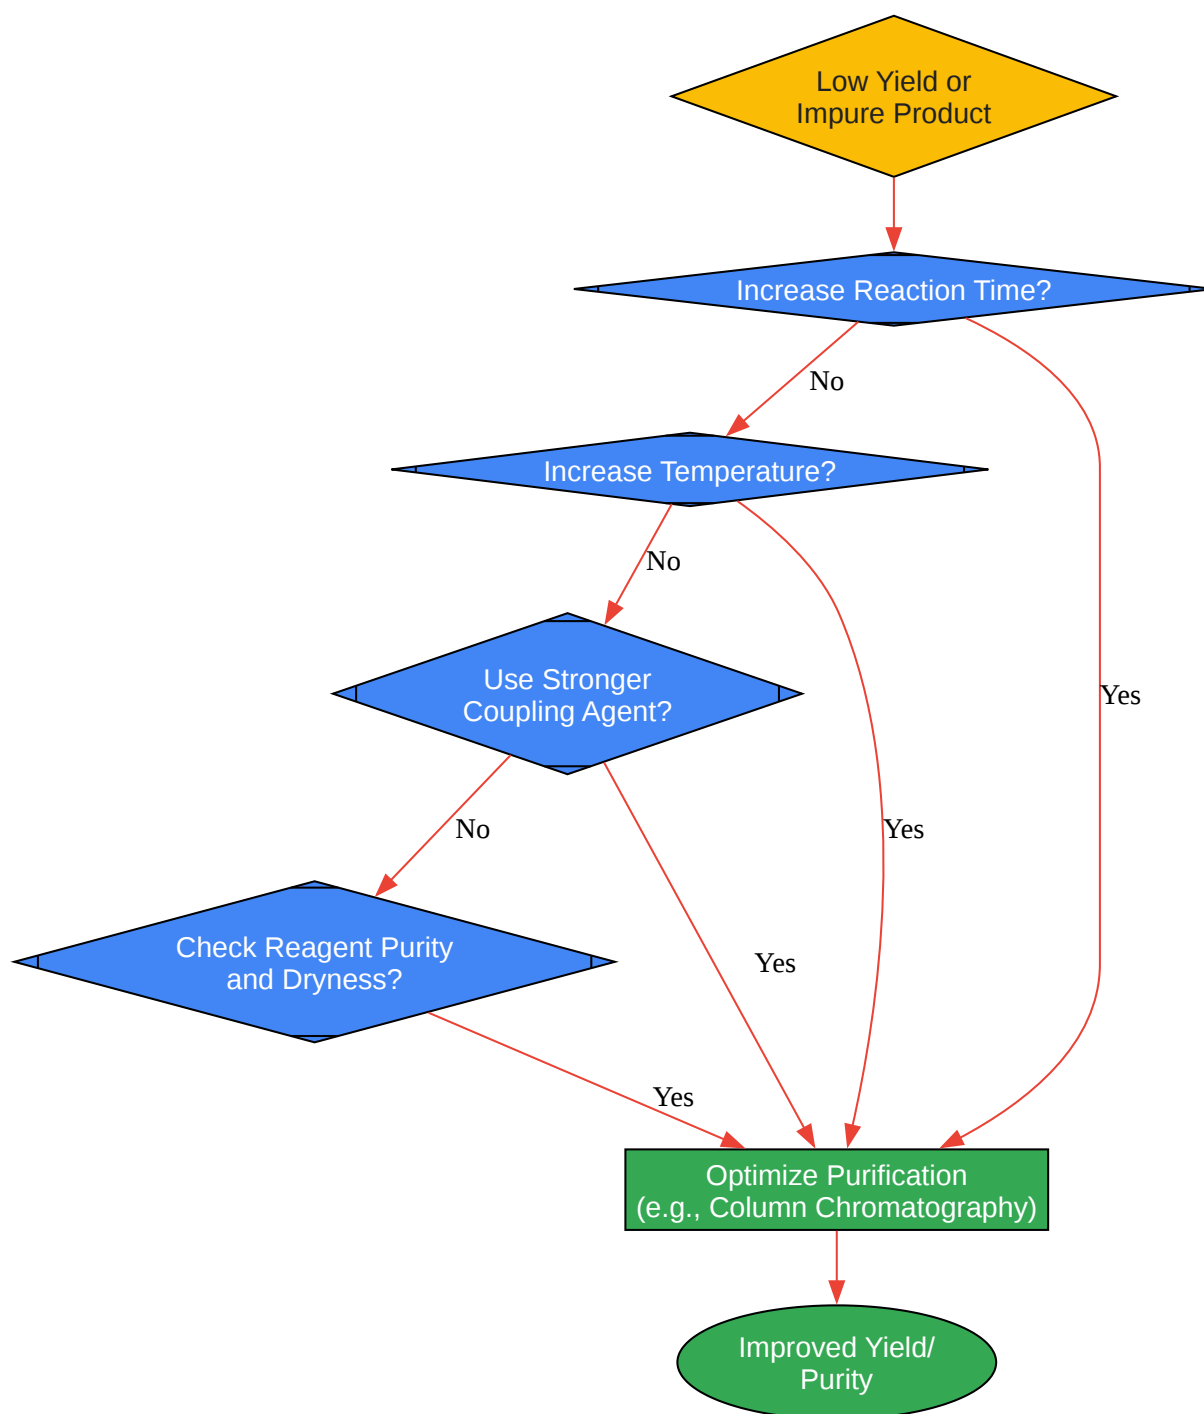 Low Yield or
Impure Product
Increase Reaction Time?
No
Increase Temperature?
No
Use Stronger
Coupling Agent?
Yes
No
Yes
Check Reagent Purity
and Dryness?
Yes
Yes
Optimize Purification
(e.g., Column Chromatography)
Improved Yield/
Purity